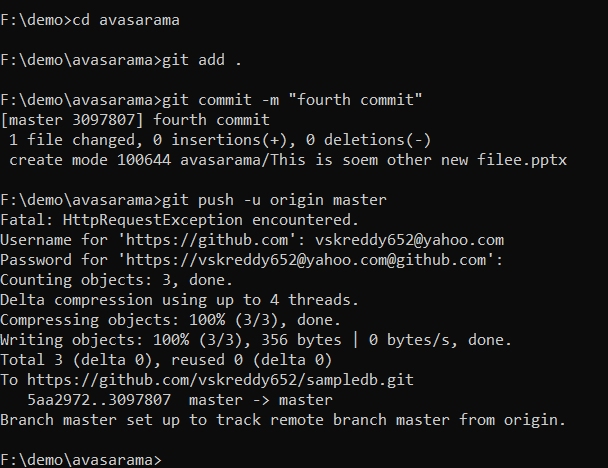 F:\demo>cd avasarama
F:\demo\avasarama>git add .
F:\demo\avasarama>git commit -m "fourth commit"
[master 3097807] fourth commit
 1 file changed, 0 insertions(+), 0 deletions(-)
 create mode 100644 avasarama/This is soem other new filee.pptx
F:\demo\avasarama>git push -u origin master
Fatal: HttpRequestException encountered.
Username for 'https://github.com': vskreddy652@yahoo.com
Password for 'https://vskreddy652@yahoo.com@github.com':
Counting objects: 3, done.
Delta compression using up to 4 threads.
Compressing objects: 100% (3/3), done.
Writing objects: 100% (3/3), 356 bytes | 0 bytes/s, done.
Total 3 (delta 0), reused 0 (delta 0)
To https://github.com/vskreddy652/sampledb.git
   5aa2972..3097807  master -> master
Branch master set up to track remote branch master from origin.
F:\demo\avasarama>